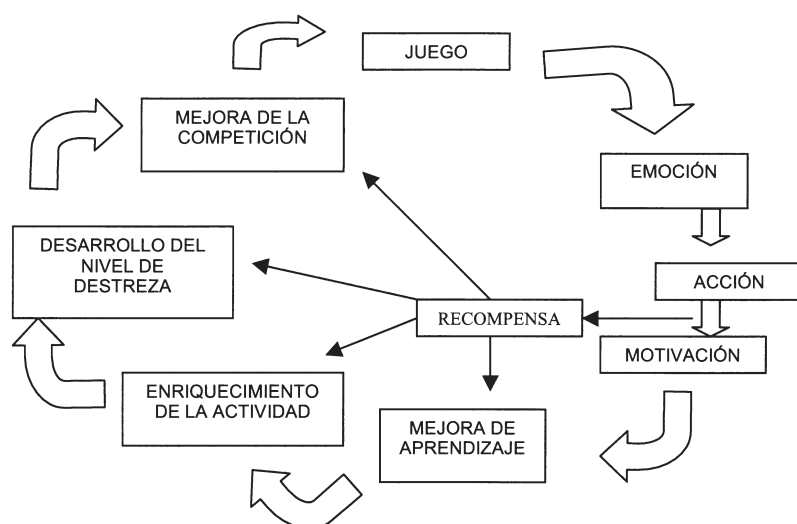 JUEGO
MEJORA DE LA
COMPETICIÓN
EMOCIÓN
DESARROLLO DEL
NIVEL DE
DESTREZA
ACCIÓN
RECOMPENSA
MOTIVACIÓN
ENRIQUECIMIENTO
DE LA ACTIVIDAD
MEJORA DE
APRENDIZAJE